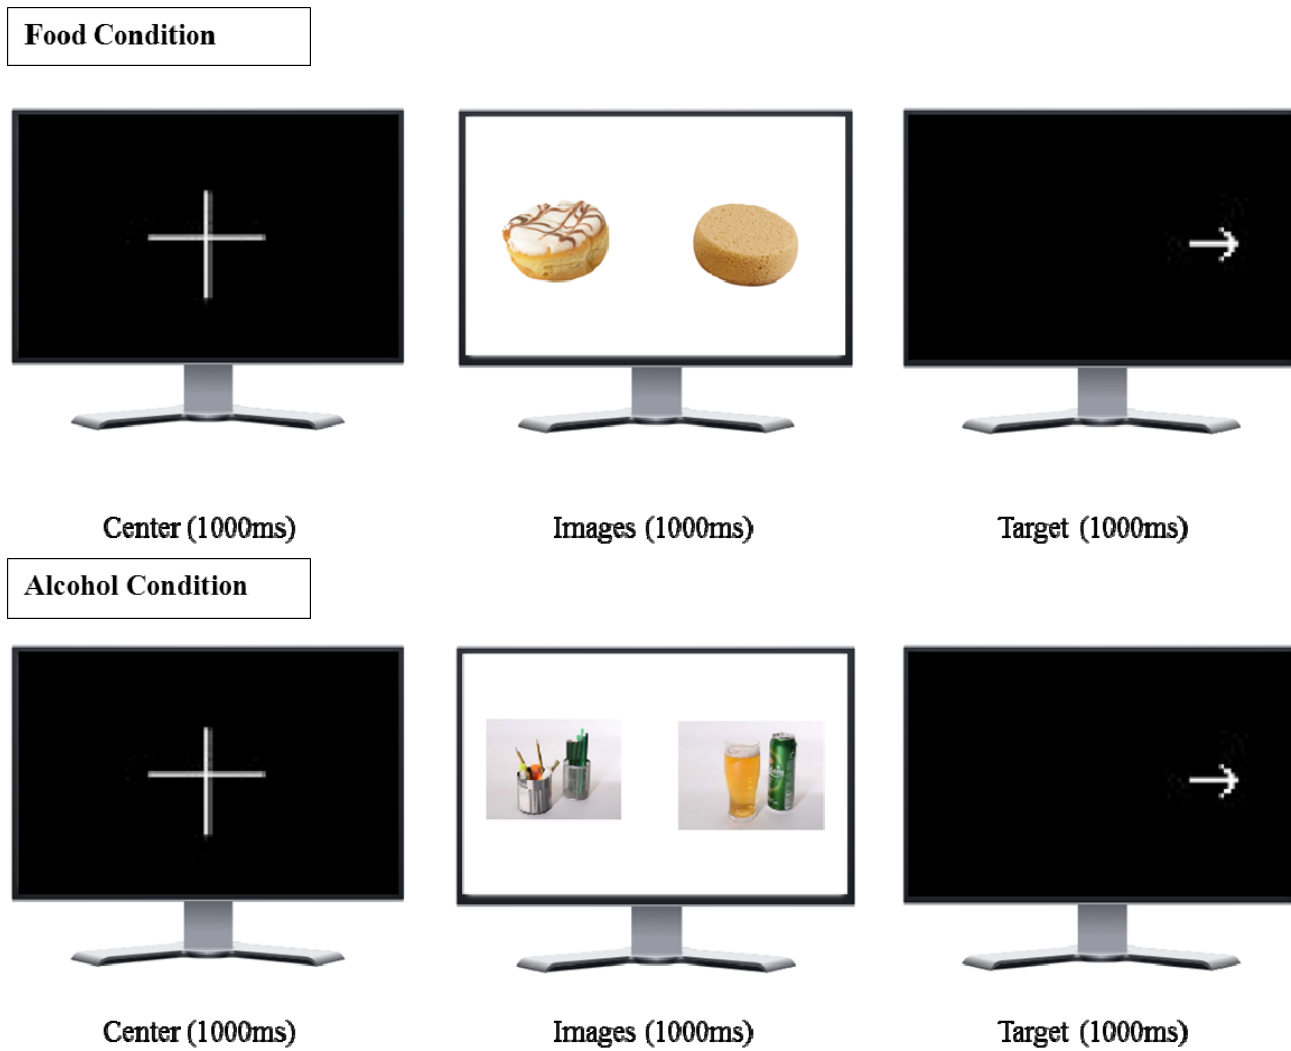 Food Condition
Center (1000ms)
Images (1000ms)
Target (1000ms)
Alcohol Condition
Center (1000ms)
Images (1000ms)
Target (1000ms)